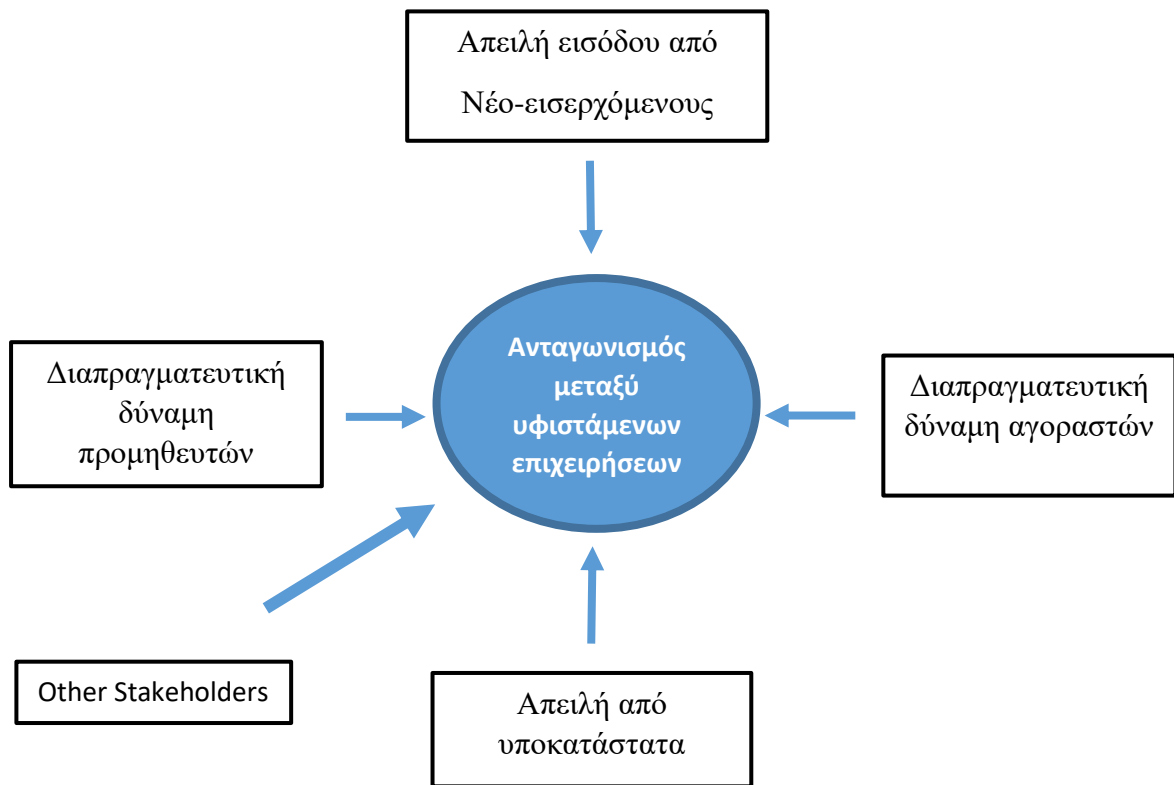 Απειλή εισόδου από
Νέο-εισερχόμενους
Διαπραγματευτική
δύναμη
προμηθευτών
Ανταγωνισμός
μεταξύ
υφιστάμενων
επιχειρήσεων
Διαπραγματευτική
δύναμη αγοραστών
Other Stakeholders
Απειλή από
υποκατάστατα